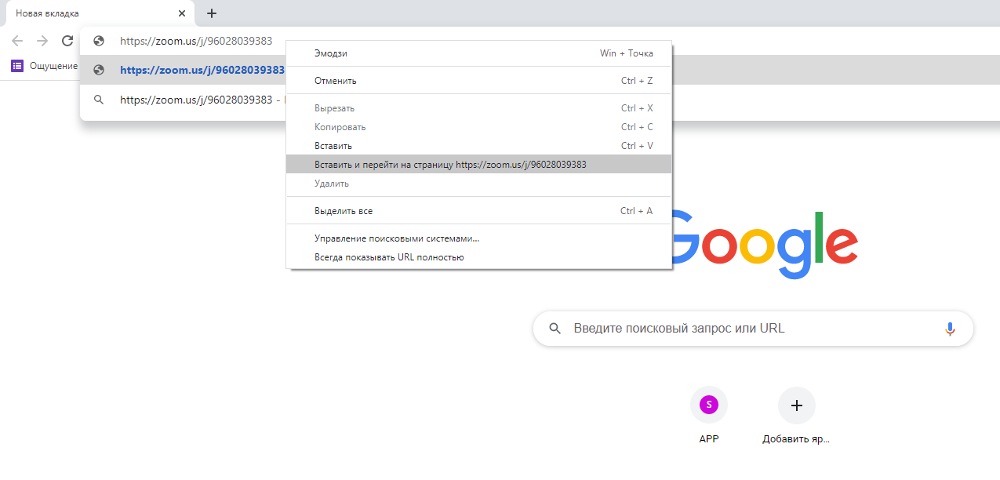 Новая вкладка
https://zoom.us/j/96028039383
Ощущение
https://zoom.us/j/96028039383
https://zoom.us/j/96028039383 -
Эмодзи Win + Точка
Отменить Ctrl + Z
Вырезать Ctrl + X
Копировать Ctrl + C
Вставить Ctrl + V
Вставить и перейти на страницу https://zoom.us/j/96028039383
Удалить
Выделить все Ctrl + A
Управление поисковыми системами...
Всегда показывать URL полностью
Google
Введите поисковый запрос или URL
S
APP
Добавить яр...